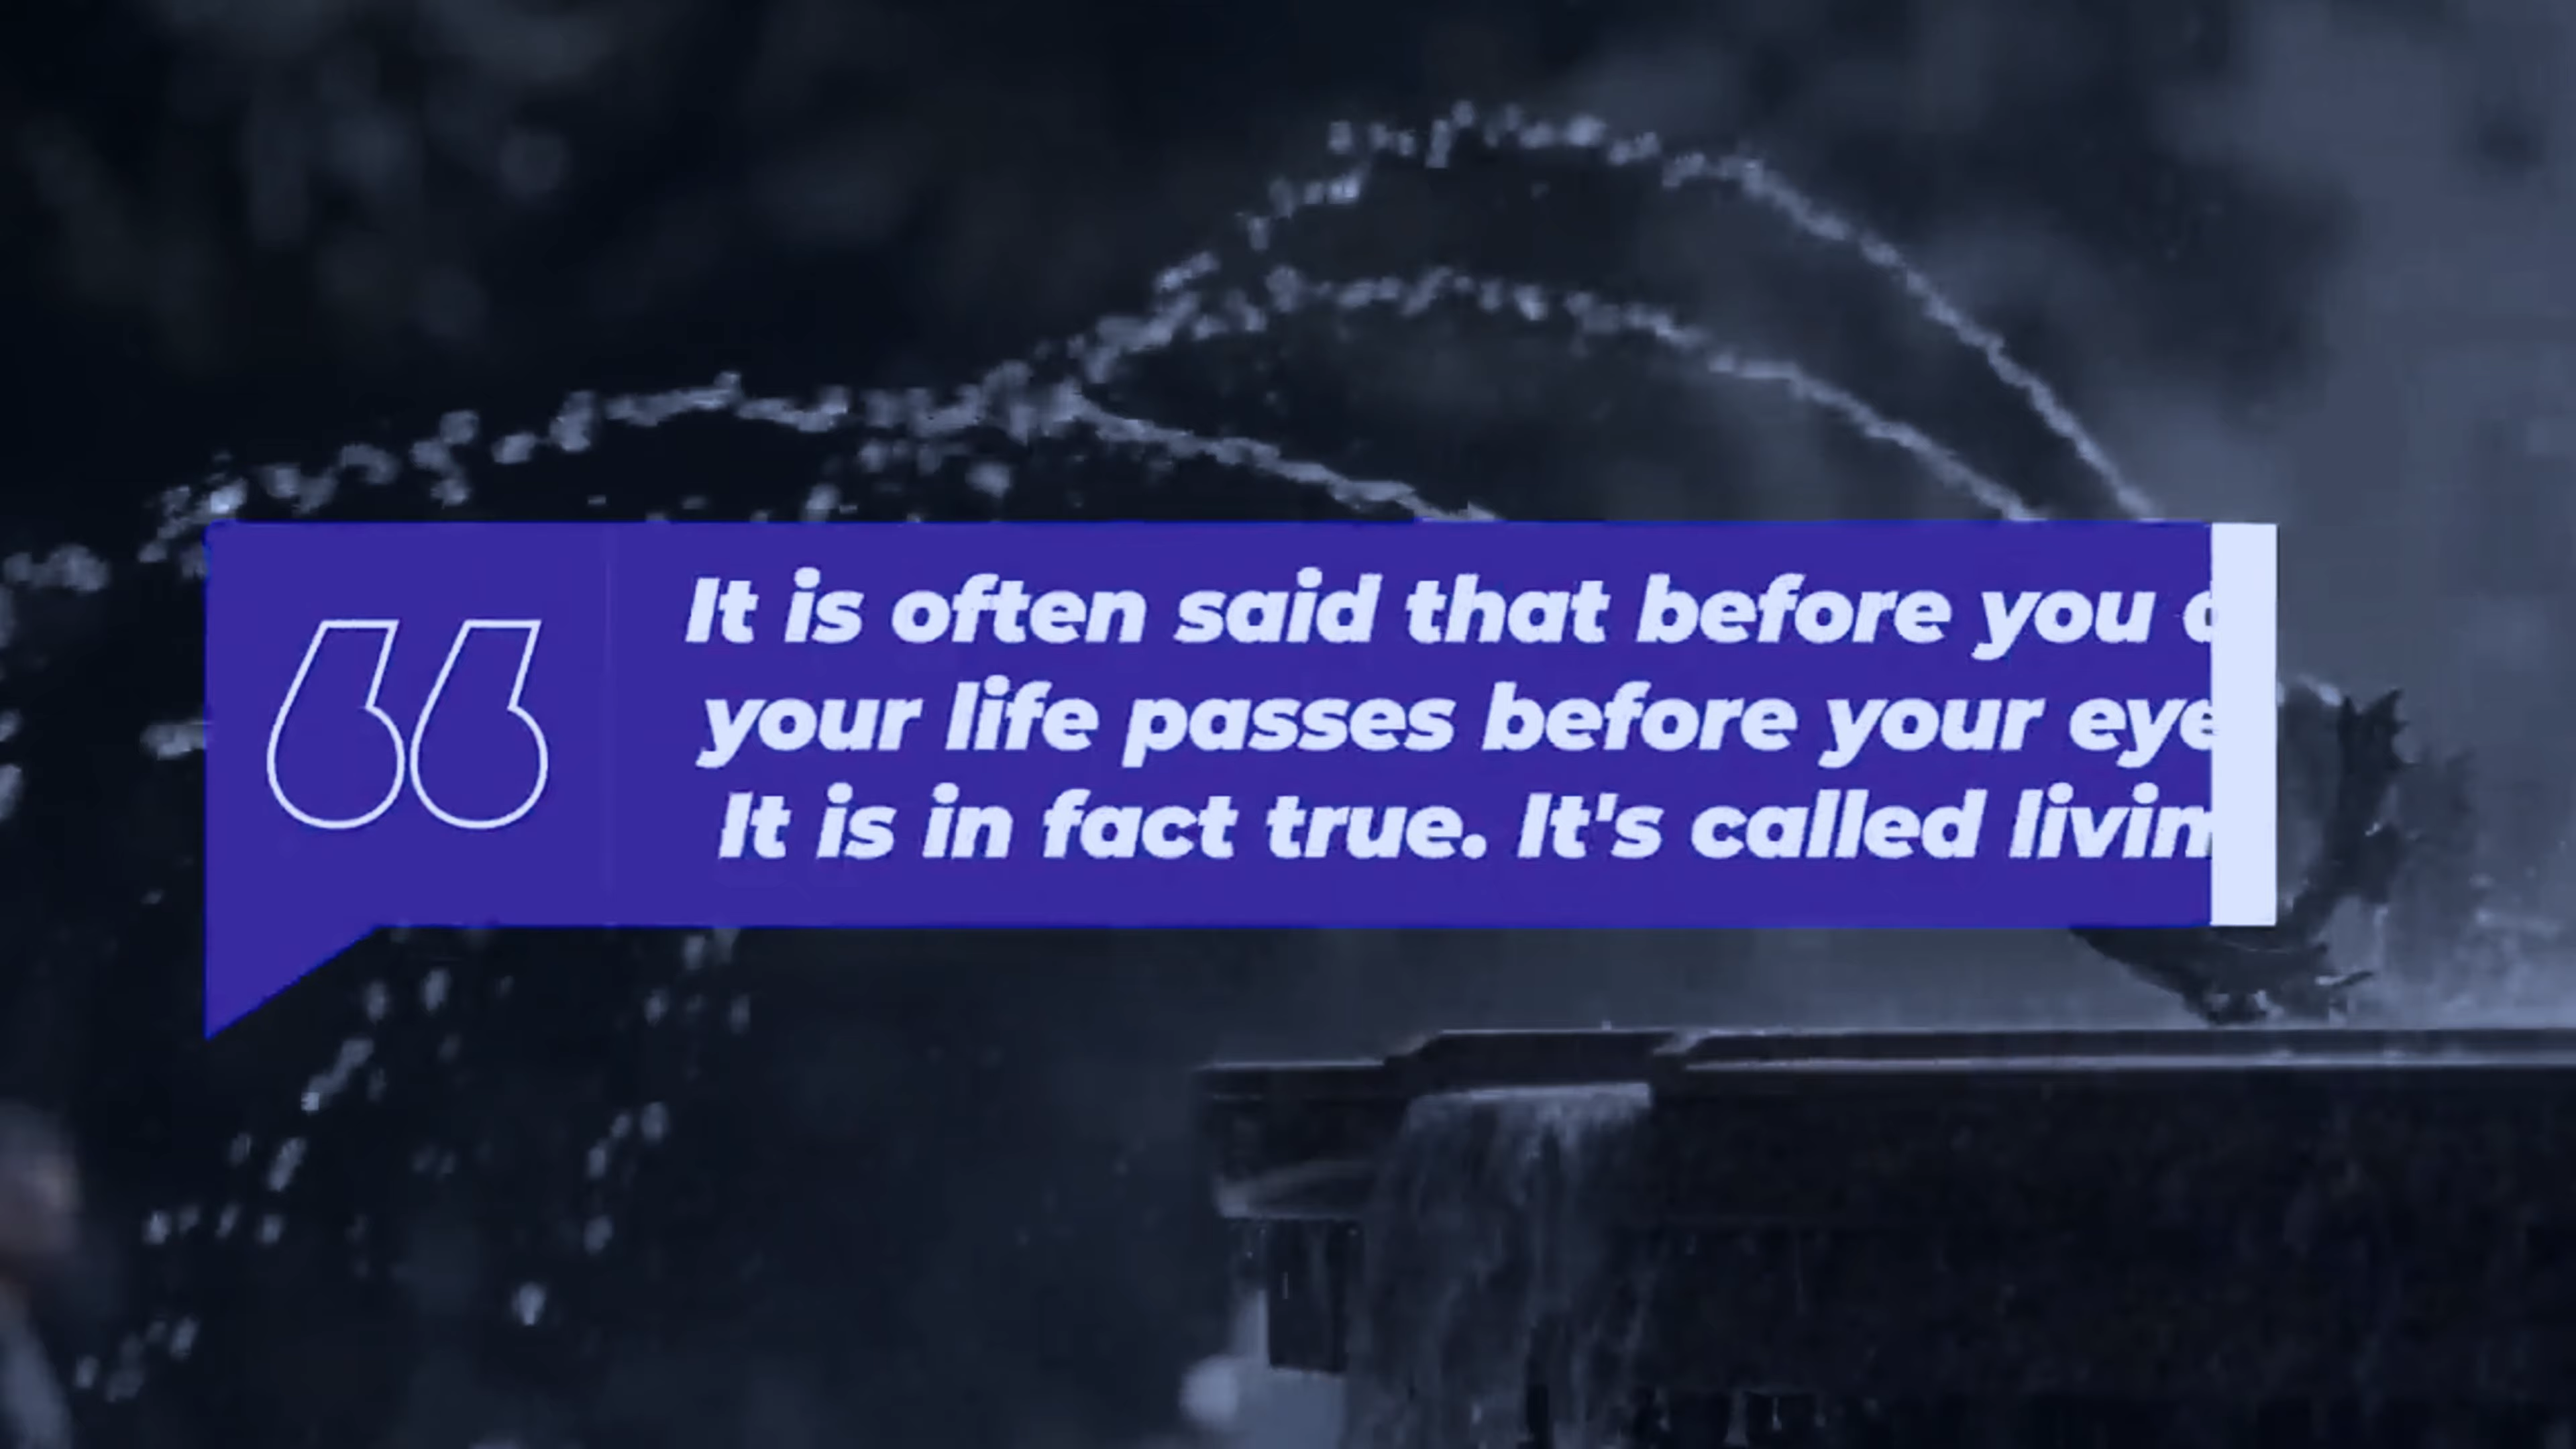 It is often said that before you
your life passes before your eye
It is in fact true. It's called livin